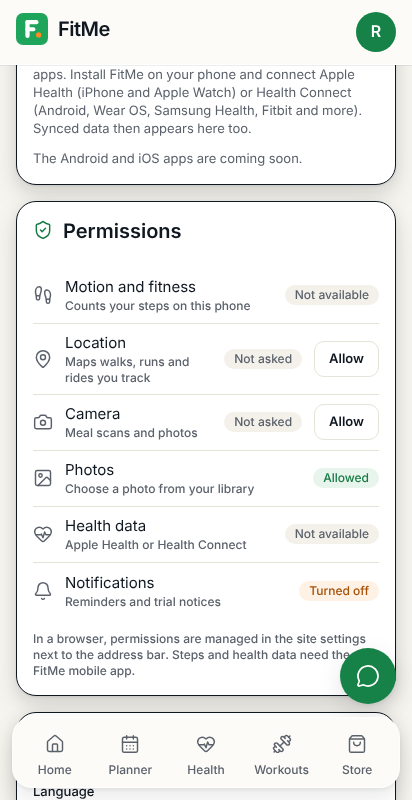 FitMe
R
apps. Install FitMe on your phone and connect Apple
Health (iPhone and Apple Watch) or Health Connect
(Android, Wear OS, Samsung Health, Fitbit and more).
Synced data then appears here too.
The Android and iOS apps are coming soon.
Permissions
Motion and fitness
Counts your steps on this phone
Not available
Location
Maps walks, runs and
rides you track
Not asked
Allow
Camera
Meal scans and photos
Not asked
Allow
Photos
Choose a photo from your library
Allowed
Health data
Apple Health or Health Connect
Not available
Notifications
Reminders and trial notices
Turned off
In a browser, permissions are managed in the site settings
next to the address bar. Steps and health data need the
FitMe mobile app.
Home
Planner
Health
Workouts
Store
Language